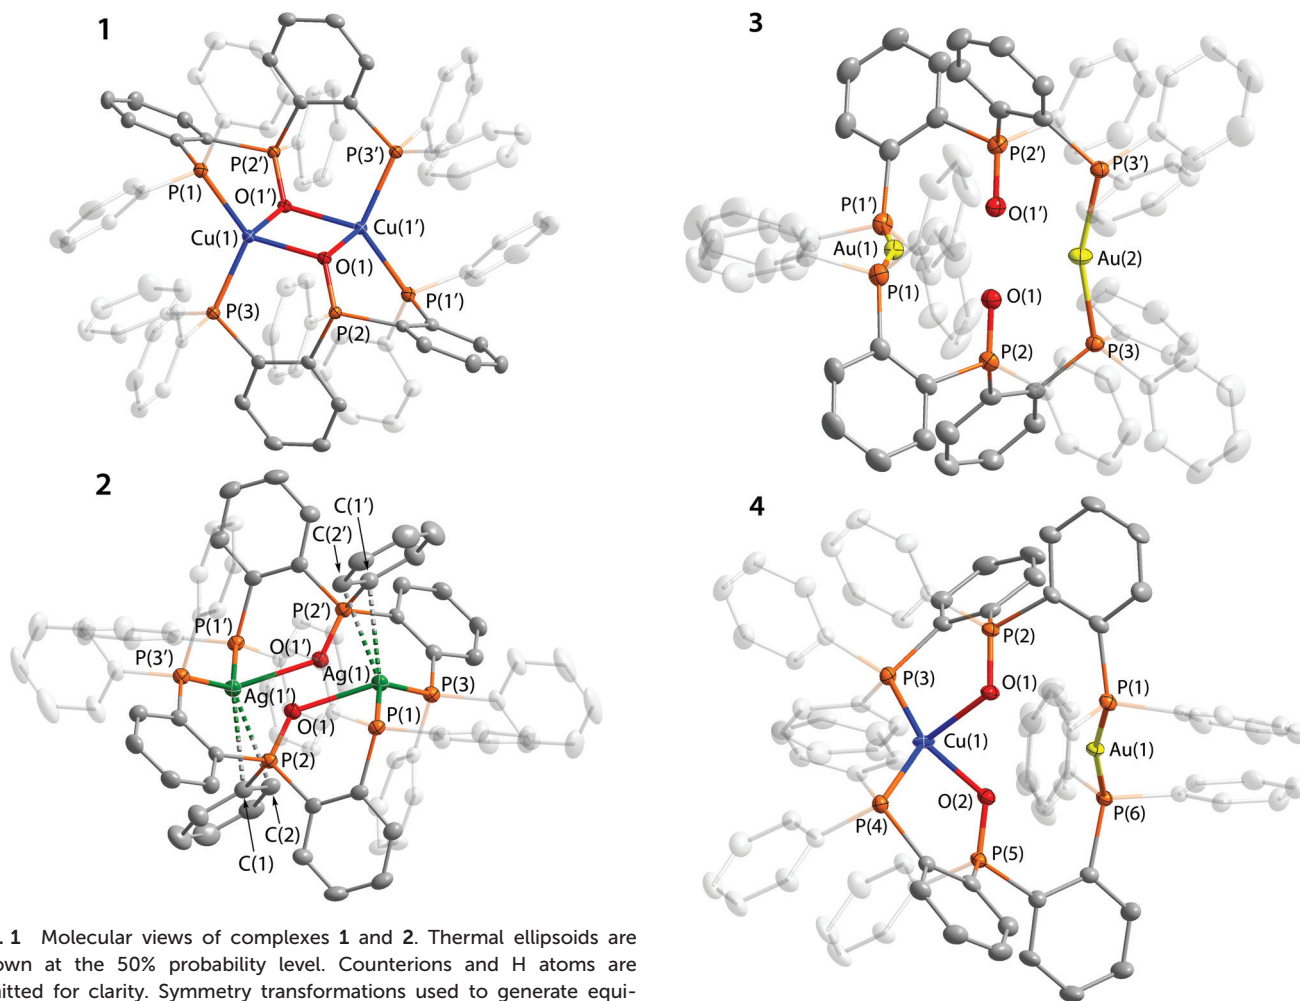 1
P(2')
P(3')
P(1)
O(1')
Cu(1)
Cu(1')
O(1)
P(3)
P(2)
P(1')
2
C(1')
C(2')
P(2')
P(1')
O(1')
P(3')
Ag(1)
Ag(1')
P(3)
O(1)
P(1)
P(2)
C(2)
C(1)
. 1 Molecular views of complexes 1 and 2. Thermal ellipsoids are
own at the 50% probability level. Counterions and H atoms are
itted for clarity. Symmetry transformations used to generate equi-
3
P(2')
P(3')
P(1')
O(1')
Au(1)
Au(2)
P(1)
O(1)
P(2)
P(3)
4
P(2)
P(3)
O(1)
P(1)
Cu(1)
Au(1)
O(2)
P(4)
P(6)
P(5)